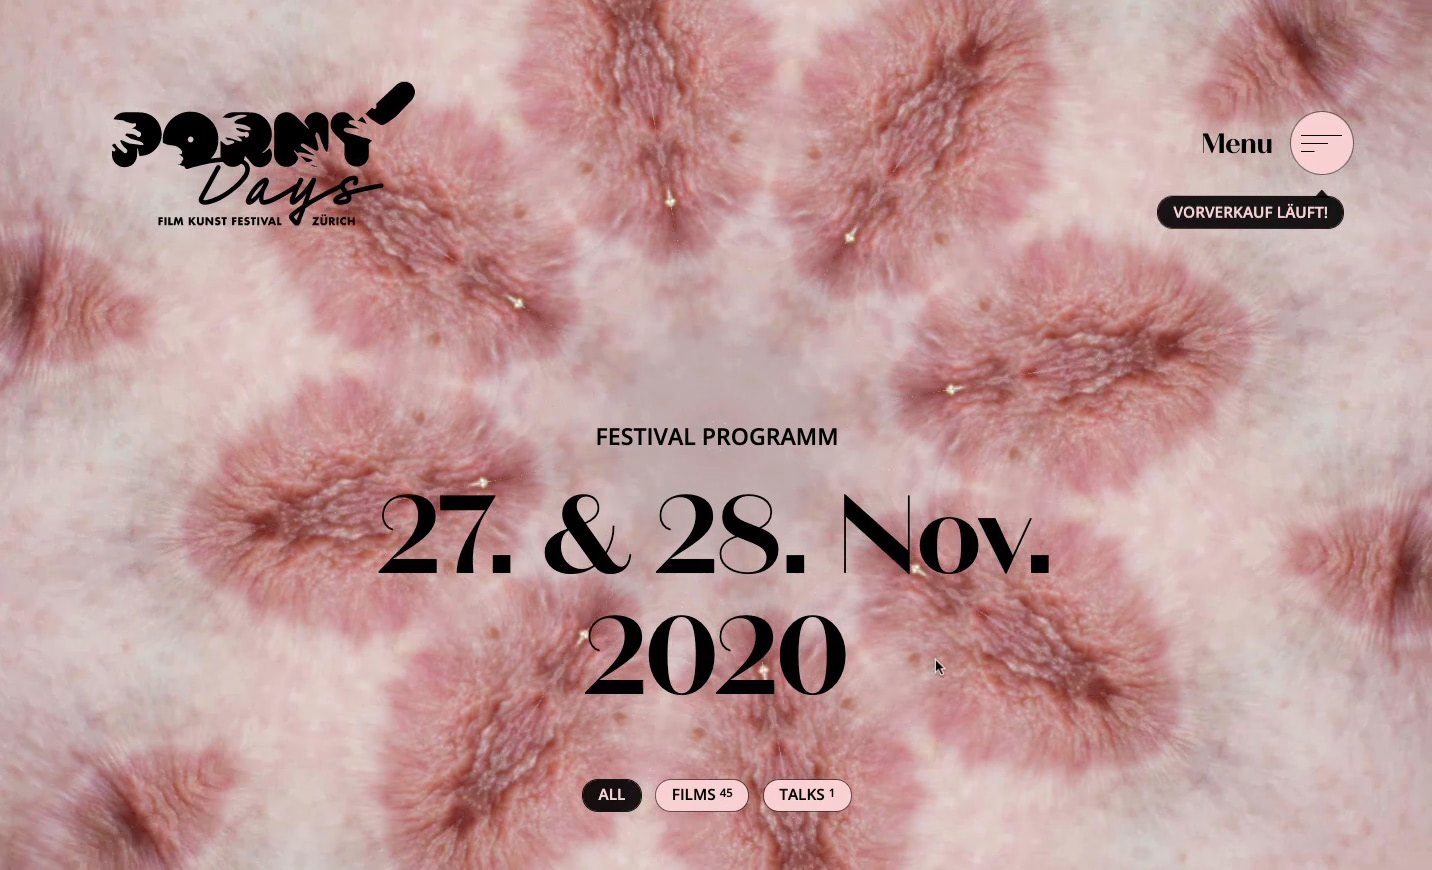 PORNY
Days
FILM KUNST FESTIVAL ZÜRICH
Menu
VORVERKAUF LÄUFT!
FESTIVAL PROGRAMM
27. & 28. Nov.
2020
ALL FILMS 45 TALKS 1